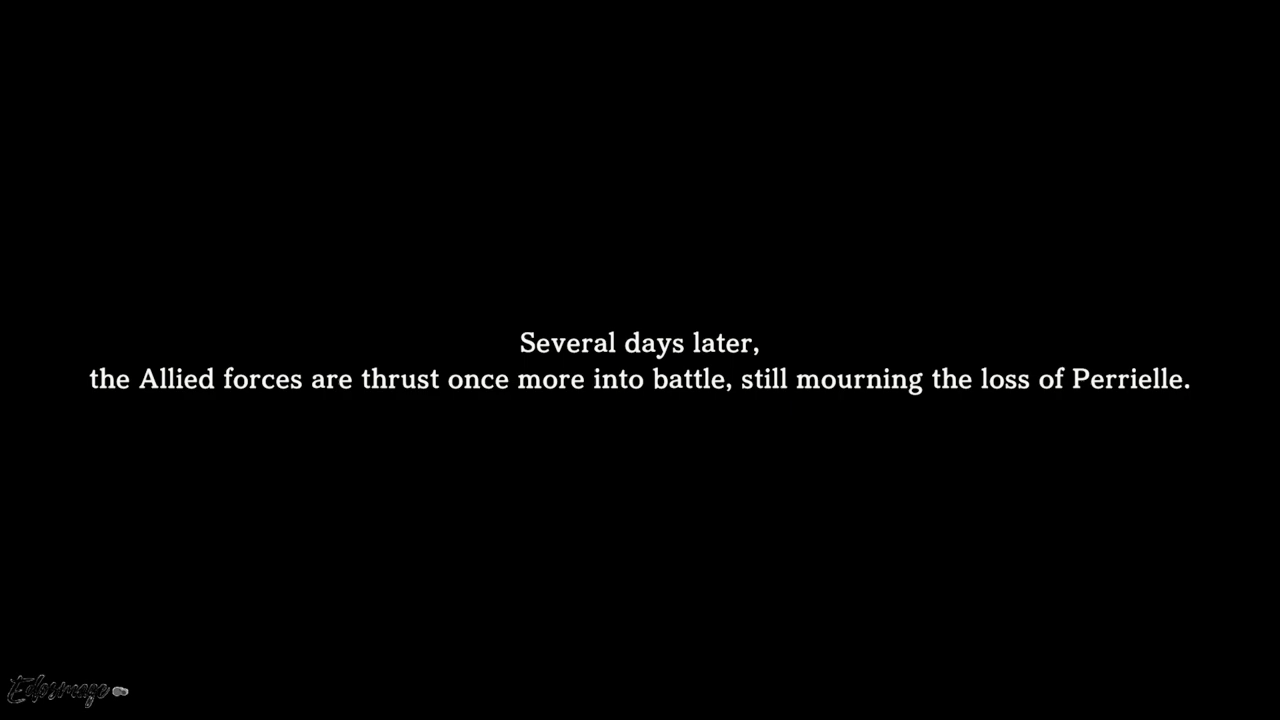 Several days later,
the Allied forces are thrust once more into battle, still mourning the loss of Perrielle.